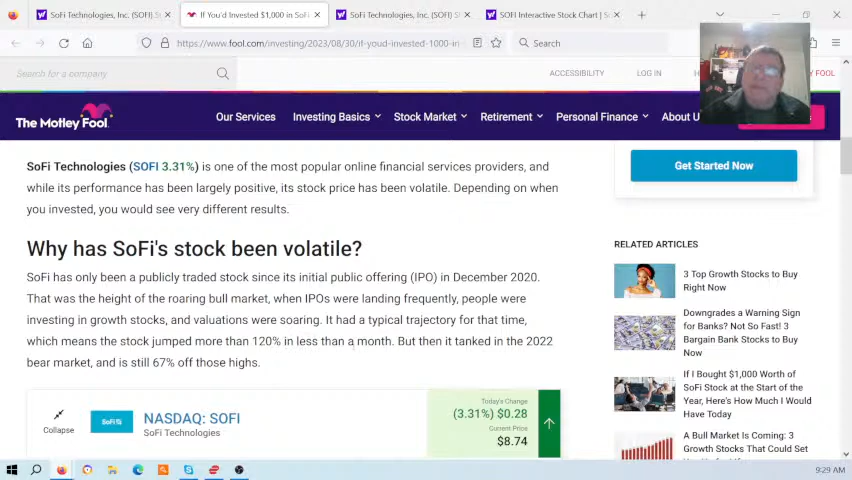 SoFi Technologies, Inc. (SOFI) S
If You'd Invested $1,000 in SoFi
SoFi Technologies, Inc. (SOFI) S
SOFI Interactive Stock Chart | So
https://www.fool.com/investing/2023/08/30/if-youd-invested-1000-in-
Search
Search for a company
ACCESSIBILITY
LOG IN
H
Y FOOL
The Motley Fool.
Our Services
Investing Basics
Stock Market
Retirement
Personal Finance
About U
SoFi Technologies (SOFI 3.31%) is one of the most popular online financial services providers, and
while its performance has been largely positive, its stock price has been volatile. Depending on when
you invested, you would see very different results.
Why has SoFi's stock been volatile?
SoFi has only been a publicly traded stock since its initial public offering (IPO) in December 2020.
That was the height of the roaring bull market, when IPOs were landing frequently, people were
investing in growth stocks, and valuations were soaring. It had a typical trajectory for that time,
which means the stock jumped more than 120% in less than a month. But then it tanked in the 2022
bear market, and is still 67% off those highs.
Collapse
SoFi
NASDAQ: SOFI
SoFi Technologies
Today's Change
(3.31%) $0.28
Current Price
$8.74
Get Started Now
RELATED ARTICLES
3 Top Growth Stocks to Buy
Right Now
Downgrades a Warning Sign
for Banks? Not So Fast! 3
Bargain Bank Stocks to Buy
Now
If I Bought $1,000 Worth of
SoFi Stock at the Start of the
Year, Here's How Much I Would
Have Today
A Bull Market Is Coming: 3
Growth Stocks That Could Set
9:29 AM